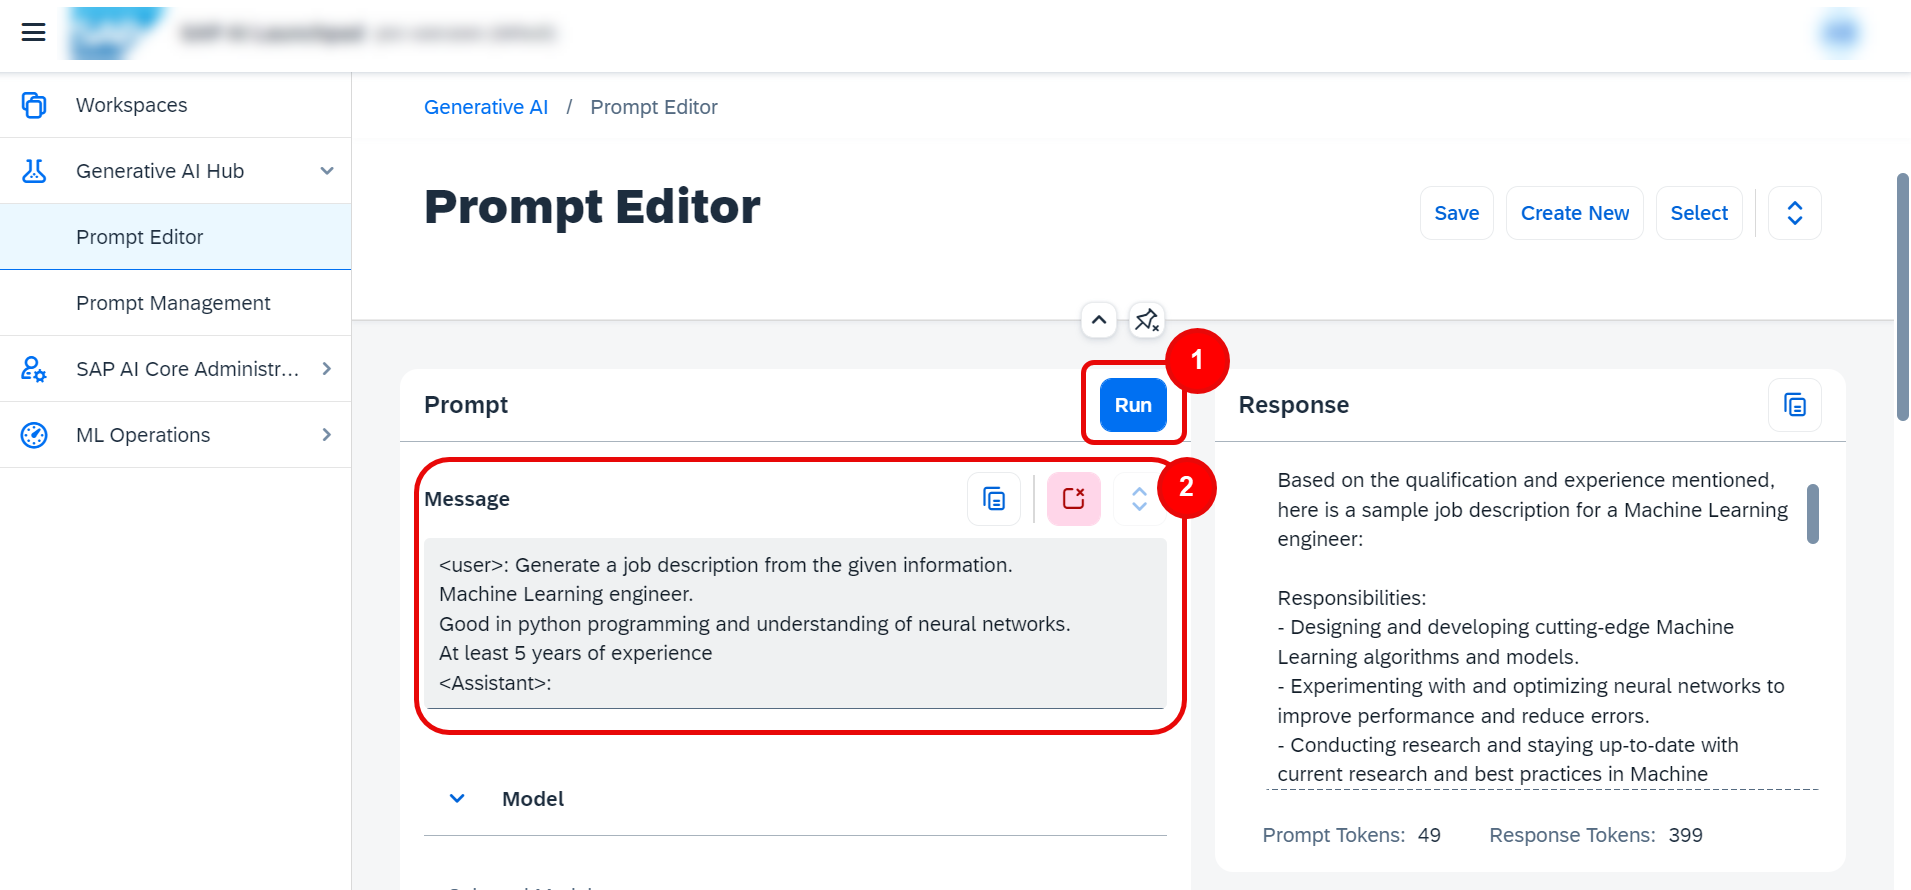 Workspaces
Generative AI Hub
Prompt Editor
Prompt Management
SAP AI Core Administr...
ML Operations
Generative AI / Prompt Editor
Prompt Editor
Save
Create New
Select
1
Prompt
Run
2
Message
<user>: Generate a job description from the given information.
Machine Learning engineer.
Good in python programming and understanding of neural networks.
At least 5 years of experience
<Assistant>:
Model
Response
Based on the qualification and experience mentioned,
here is a sample job description for a Machine Learning
engineer:
Responsibilities:
- Designing and developing cutting-edge Machine
Learning algorithms and models.
- Experimenting with and optimizing neural networks to
improve performance and reduce errors.
- Conducting research and staying up-to-date with
current research and best practices in Machine
Prompt Tokens: 49
Response Tokens: 399